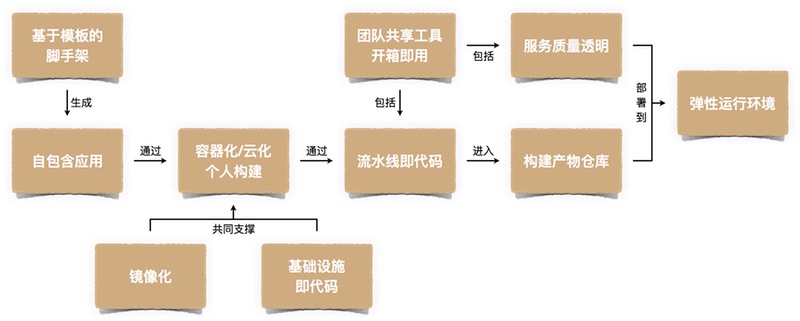 基于模板的
脚手架
团队共享工具
开箱即用
包括
服务质量透明
生成
包括
部
署
到
弹性运行环境
自包含应用
通过
容器化/云化
个人构建
通过
流水线即代码
进入
构建产物仓库
共同支撑
镜像化
基础设施
即代码